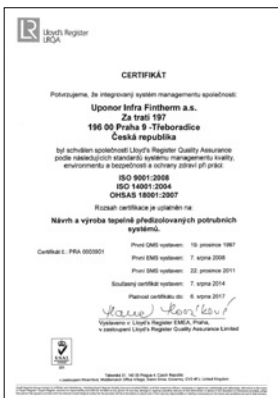 LR
Lloyd's Register
LRQA
CERTIFIKÁT
Potvrzujeme, že integrovaný systém managementu společnosti:
Uponor Infra Fintherm a.s.
Za tratí 197
196 00 Praha 9 -Třeboradice
Česká republika
byl schválen společností Lloyd's Register Quality Assurance
podle následujících standardů systému managementu kvality,
environmentu a bezpečnosti a ochrany zdraví při práci:
ISO 9001:2008
ISO 14001:2004
OHSAS 18001:2007
Rozsah certifikace je uplatněn na:
Návrh a výroba tepelně předizolovaných potrubních
systémů.
Certifikát č.: PRA 0003901
První QMS vystaven: 19. prosince 1997
První EMS vystaven: 7. srpna 2008
První SMS vystaven: 22. prosince 2011
Současný certifikát vystaven: 7. srpna 2014
Platnost certifikátu do: 6. srpna 2017
Vystaveno v: Lloyd's Register EMEA, Praha,
v zastoupení Lloyd's Register Quality Assurance Limited
UKAS